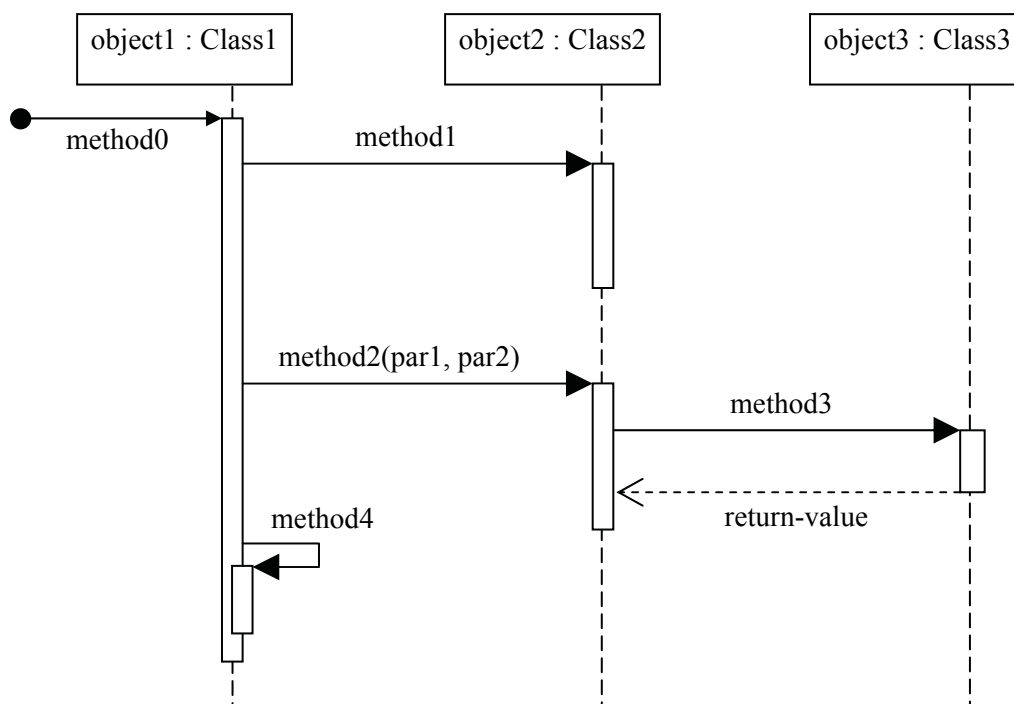 object1 : Class1
object2 : Class2
object3 : Class3
method0
method1
method2(par1, par2)
method3
return-value
method4